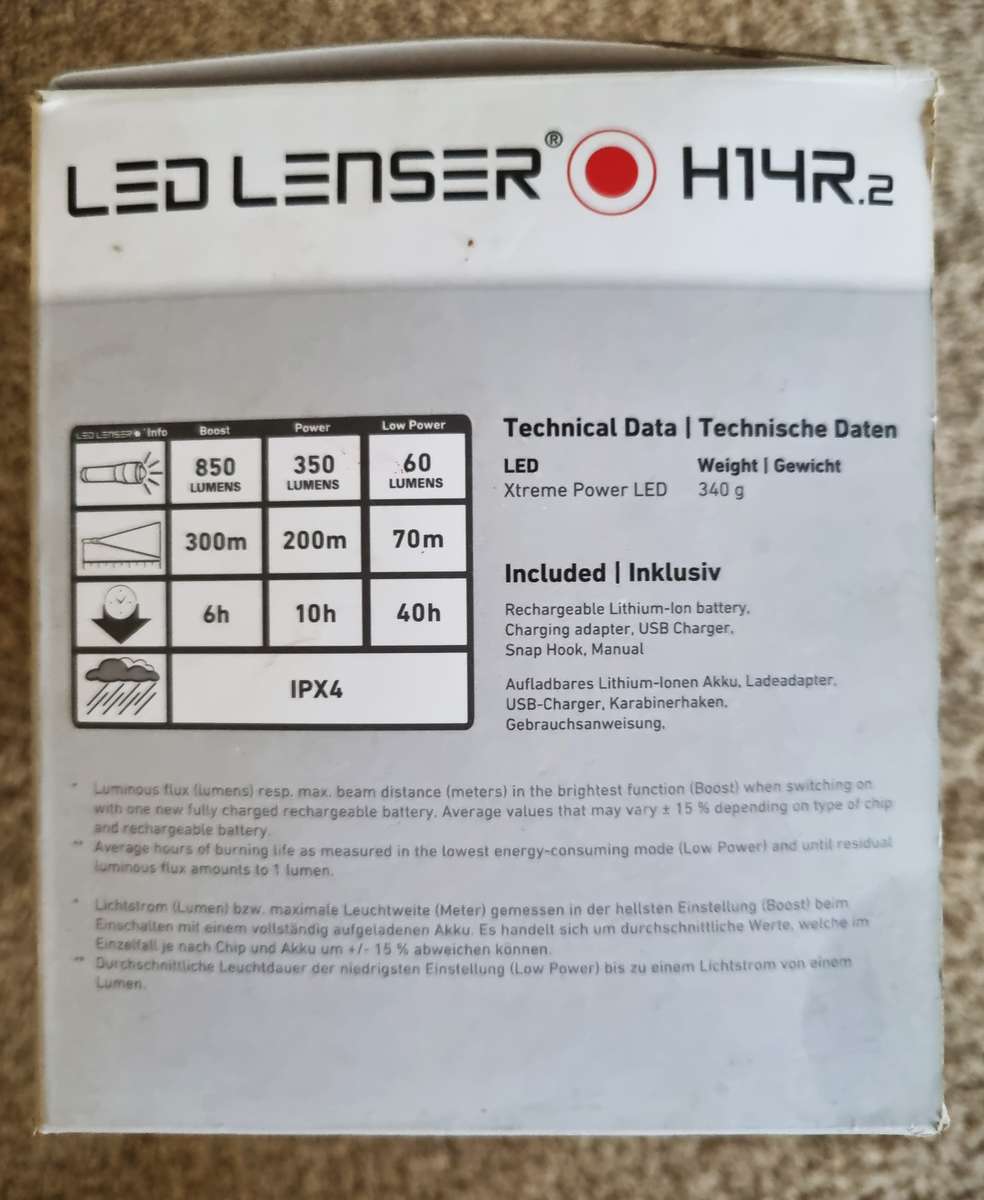 LED LENSER® H14R.2
LED LENSER® Info Boost Power Low Power
850 LUMENS 350 LUMENS 60 LUMENS
300m 200m 70m
6h 10h 40h
IPX4
Technical Data | Technische Daten
LED Weight | Gewicht
Xtreme Power LED 340 g
Included | Inklusiv
Rechargeable Lithium-Ion battery,
Charging adapter, USB Charger,
Snap Hook, Manual
Aufladbares Lithium-Ionen Akku, Ladeadapter,
USB-Charger, Karabinerhaken,
Gebrauchsanweisung.
* Luminous flux (lumens) resp. max. beam distance (meters) in the brightest function (Boost) when switching on
with one new fully charged rechargeable battery. Average values that may vary ± 15 % depending on type of chip
and rechargeable battery.
** Average hours of burning life as measured in the lowest energy-consuming mode (Low Power) and until residual
luminous flux amounts to 1 lumen.
* Lichtstrom (Lumen) bzw. maximale Leuchtweite (Meter) gemessen in der hellsten Einstellung (Boost) beim
Einschalten mit einem vollständig aufgeladenen Akku. Es handelt sich um durchschnittliche Werte, welche im
Einzelfall je nach Chip und Akku um +/- 15 % abweichen können.
** Durchschnittliche Leuchtdauer der niedrigsten Einstellung (Low Power) bis zu einem Lichtstrom von einem
Lumen.